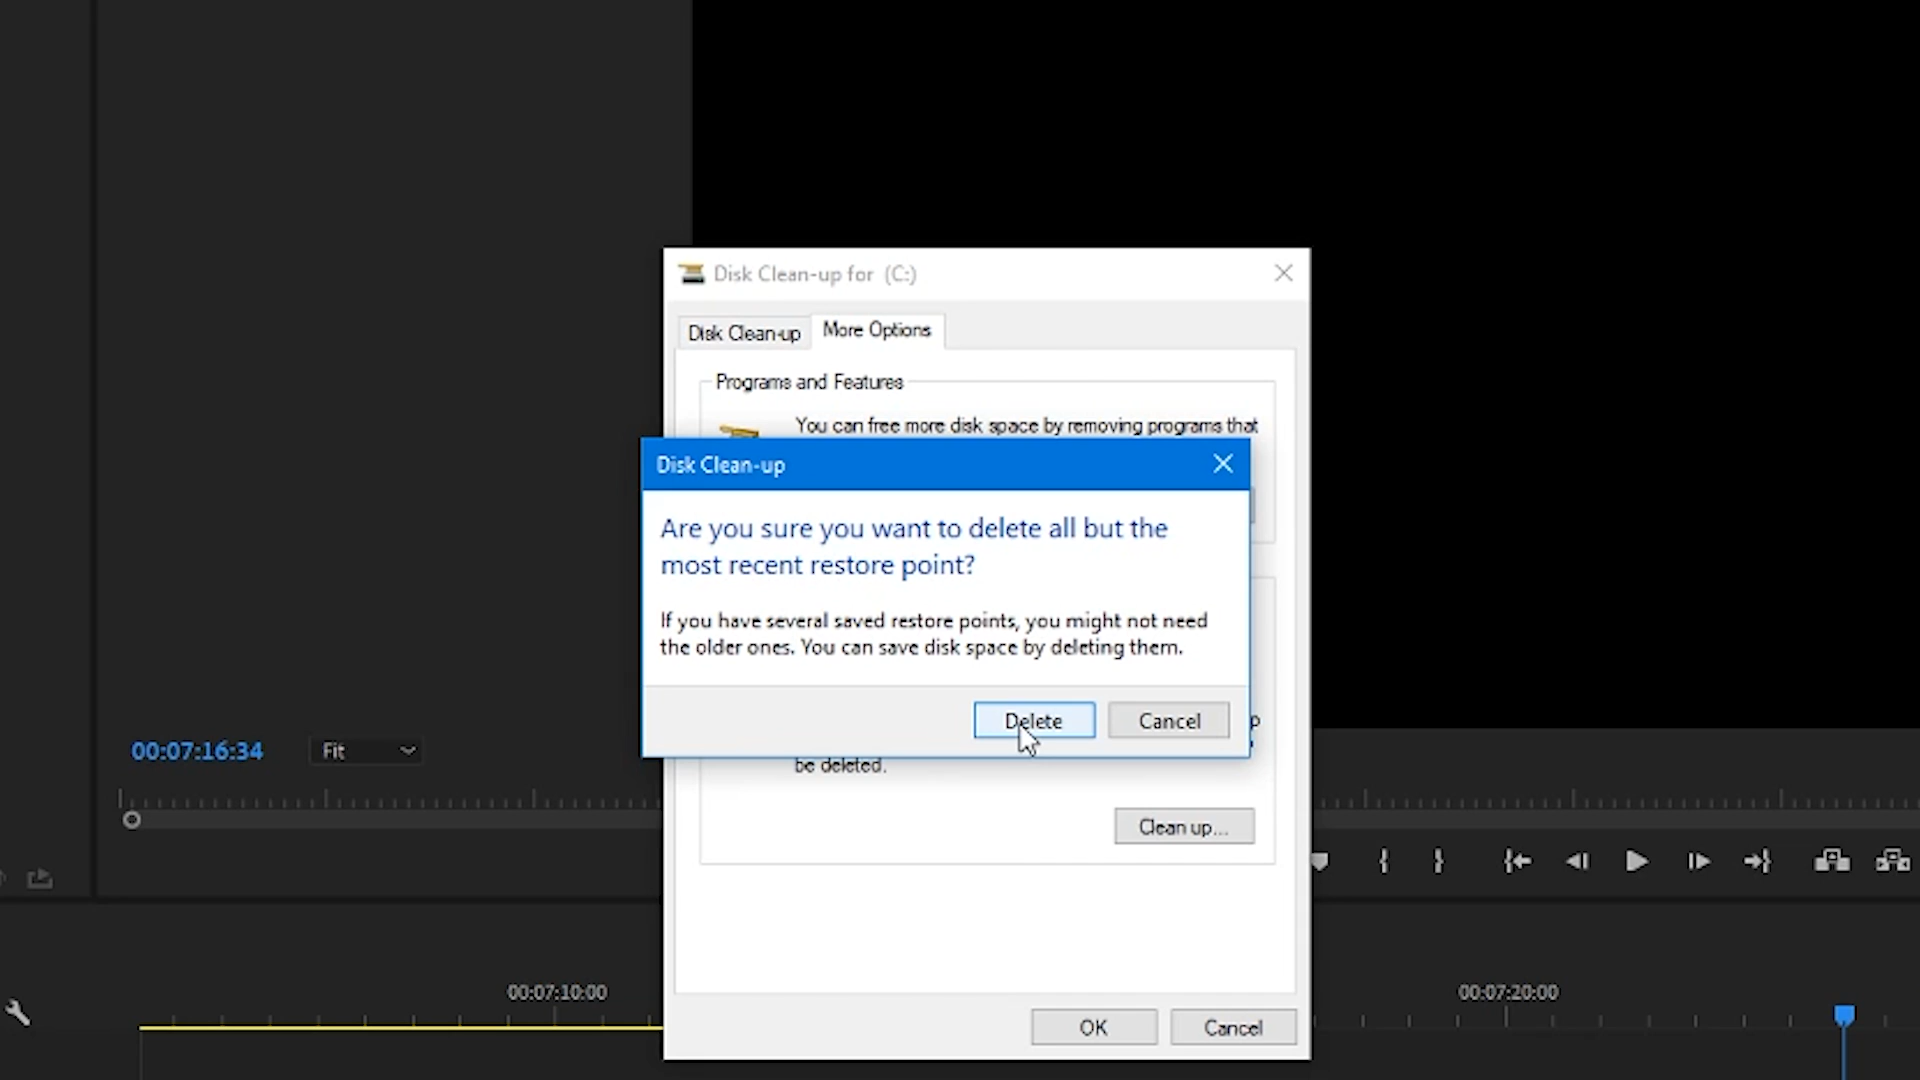 Disk Clean-up for (C:)
Disk Clean-up
More Options
Programs and Features
You can free more disk space by removing programs that
Disk Clean-up
Are you sure you want to delete all but the
most recent restore point?
If you have several saved restore points, you might not need
the older ones. You can save disk space by deleting them.
Delete
Cancel
p
be deleted.
Clean up...
OK
Cancel
00:07:16:34
Fit
00:07:10:00
00:07:20:00